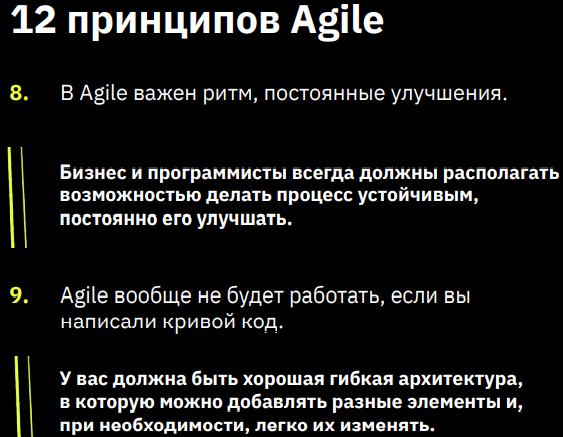 12 принципов Agile
8. В Agile важен ритм, постоянные улучшения.
Бизнес и программисты всегда должны располагать
возможностью делать процесс устойчивым,
постоянно его улучшать.
9. Agile вообще не будет работать, если вы
написали кривой код.
У вас должна быть хорошая гибкая архитектура,
в которую можно добавлять разные элементы и,
при необходимости, легко их изменять.